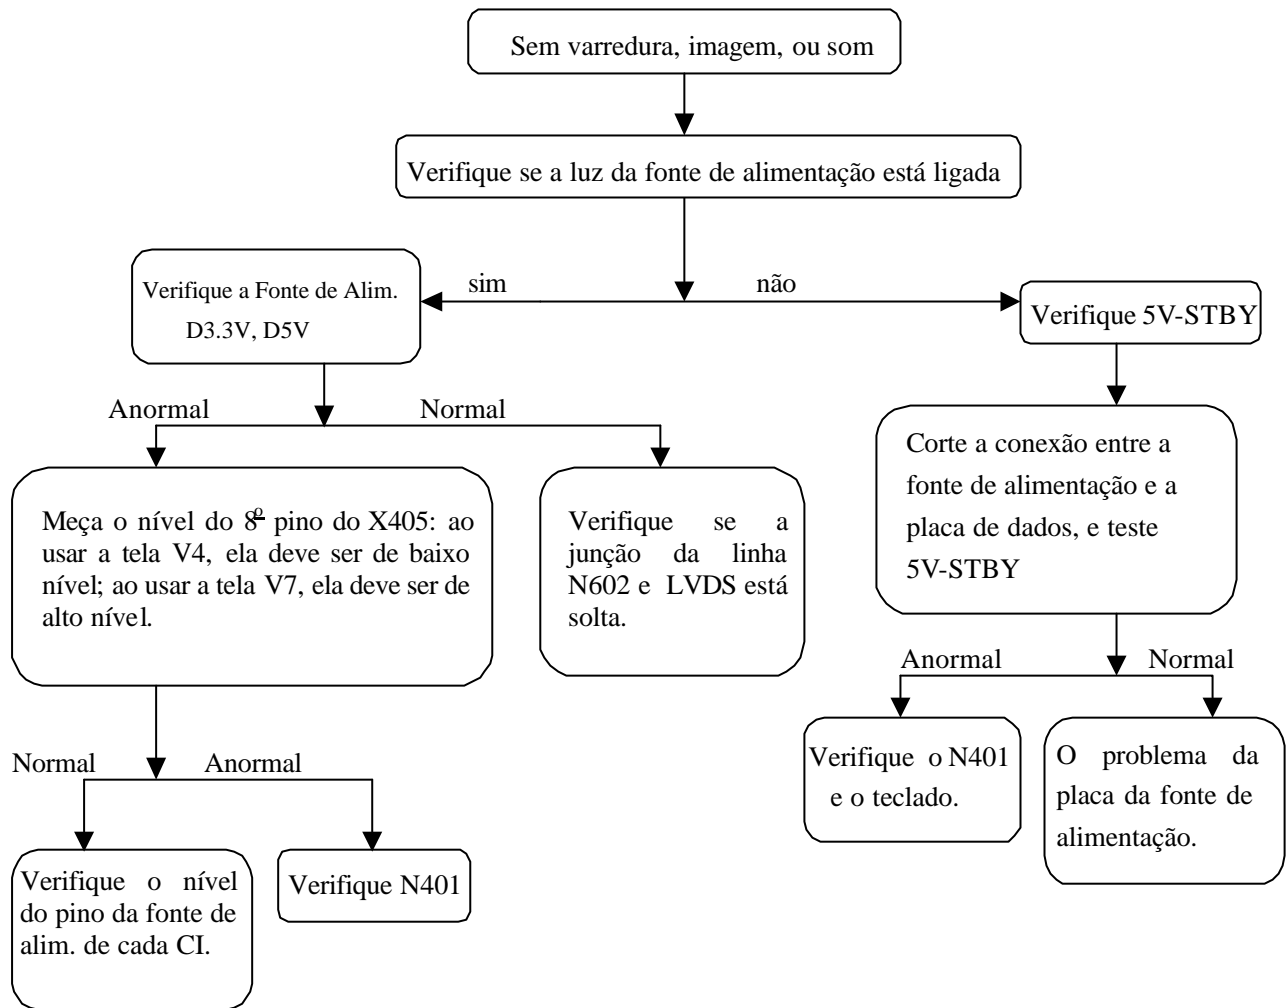 Sem varredura, imagem, ou som
Verifique se a luz da fonte de alimentação está ligada
sim
não
Verifique a Fonte de Alim.
D3.3V, D5V
Verifique 5V-STBY
Anormal
Normal
Corte a conexão entre a
fonte de alimentação e a
placa de dados, e teste
5V-STBY
Meça o nível do 8º pino do X405: ao
usar a tela V4, ela deve ser de baixo
nível; ao usar a tela V7, ela deve ser de
alto nível.
Verifique se a
junção da linha
N602 e LVDS está
solta.
Anormal
Normal
Normal
Anormal
Verifique o N401
e o teclado.
O problema da
placa da fonte de
alimentação.
Verifique o nível
do pino da fonte de
alim. de cada CI.
Verifique N401